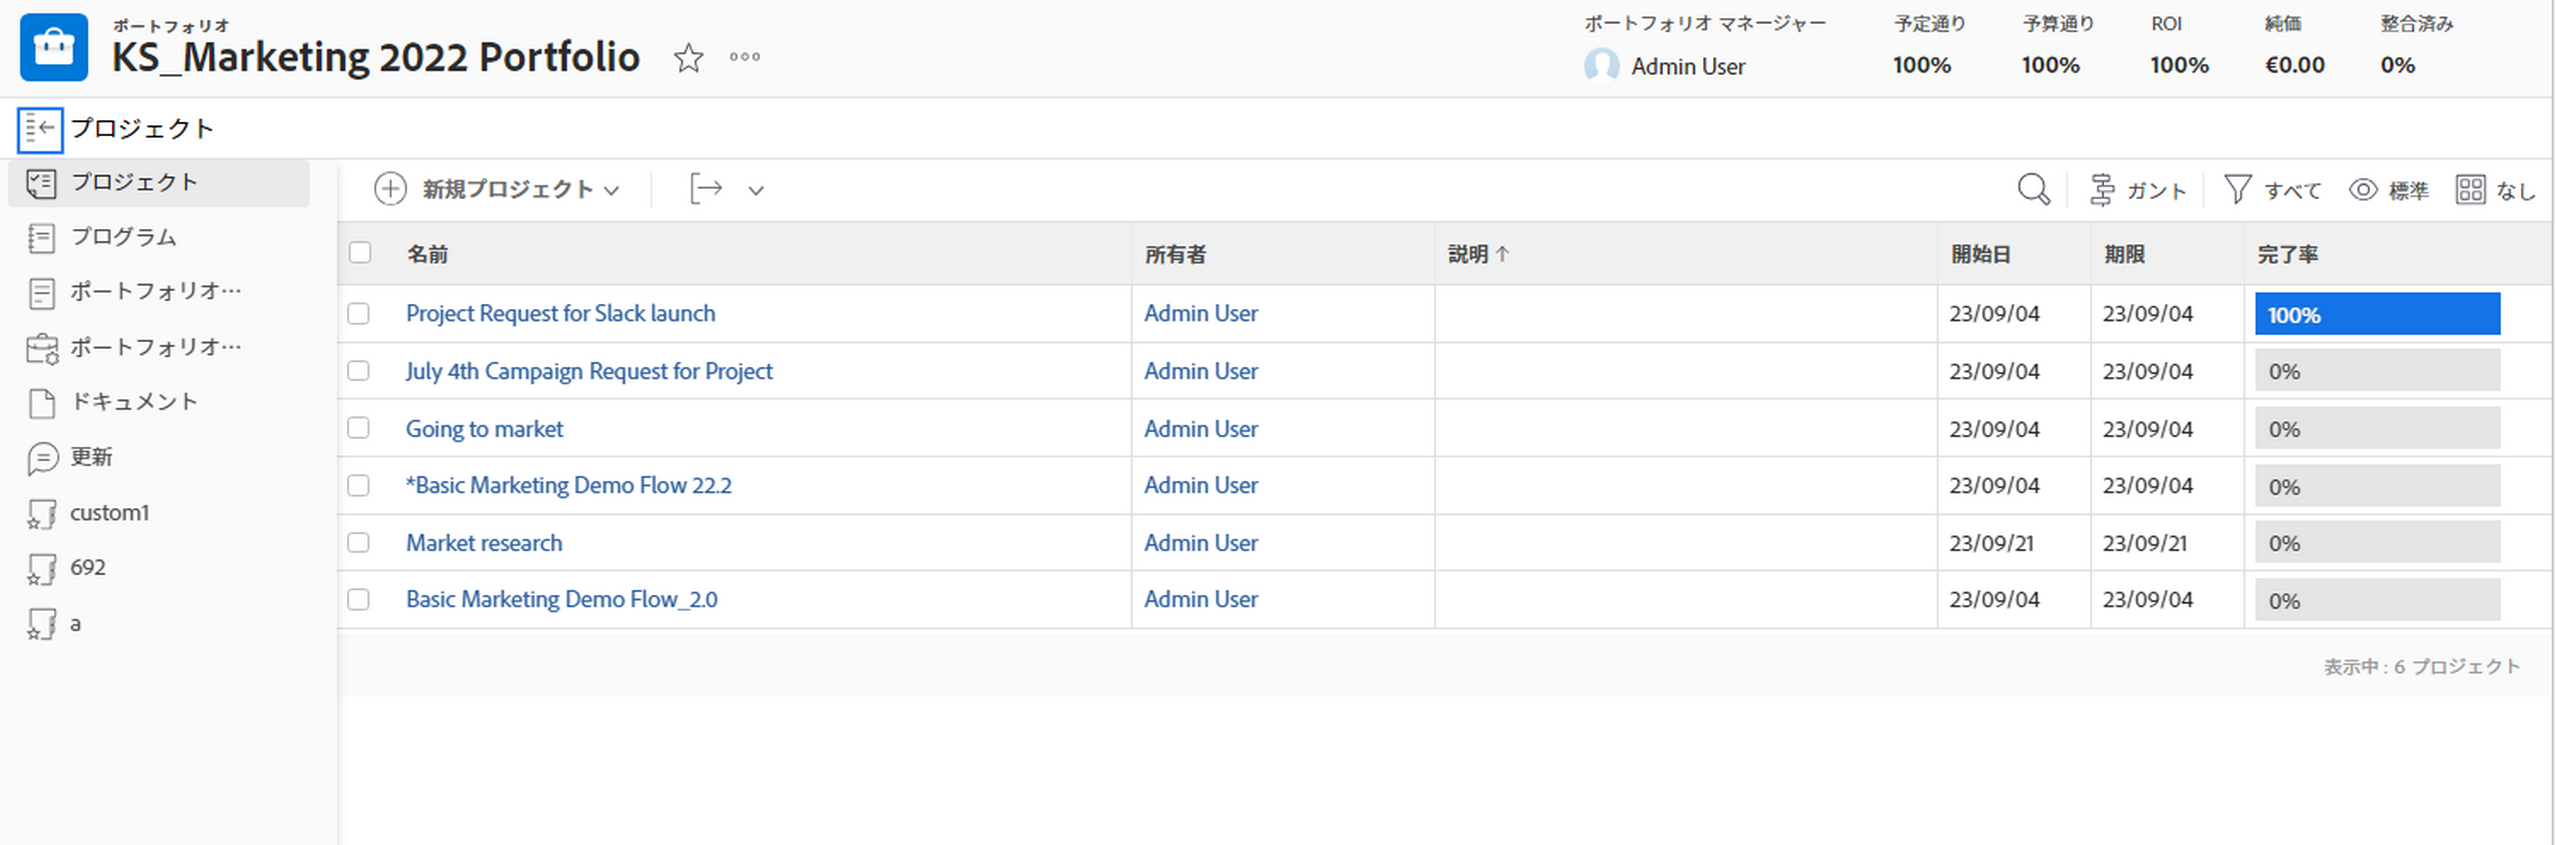 ポートフォリオ
KS_Marketing 2022 Portfolio
ポートフォリオ マネージャー 予定通り 予算通り ROI 純価 整合済み
Admin User 100% 100% 100% €0.00 0%
プロジェクト
プロジェクト
プログラム
ポートフォリオ…
ポートフォリオ…
ドキュメント
更新
custom1
692
a
新規プロジェクト ガント すべて 標準 なし
名前 所有者 説明 ↑ 開始日 期限 完了率
Project Request for Slack launch Admin User 23/09/04 23/09/04 100%
July 4th Campaign Request for Project Admin User 23/09/04 23/09/04 0%
Going to market Admin User 23/09/04 23/09/04 0%
*Basic Marketing Demo Flow 22.2 Admin User 23/09/04 23/09/04 0%
Market research Admin User 23/09/21 23/09/21 0%
Basic Marketing Demo Flow_2.0 Admin User 23/09/04 23/09/04 0%
表示中 : 6 プロジェクト